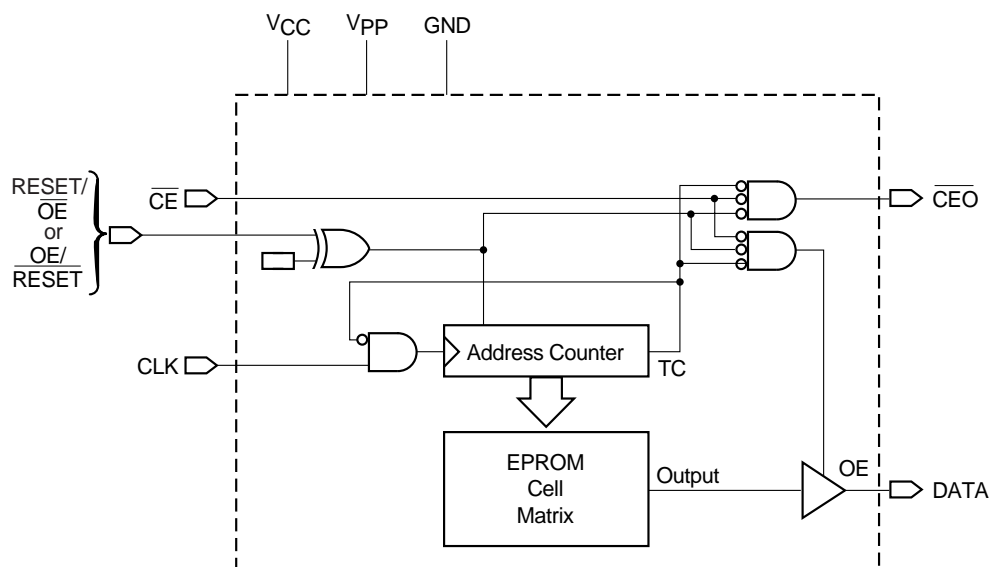 VCC VPP GND
RESET/
OE
or
OE/
RESET
CE
CEO
CLK
Address Counter
TC
EPROM
Cell
Matrix
Output
OE
DATA